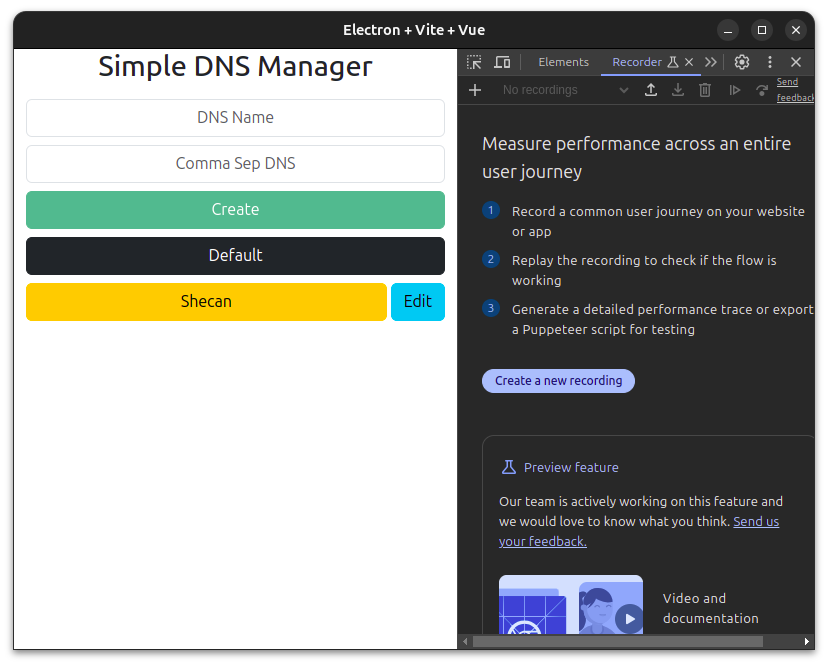 Electron + Vite + Vue
Simple DNS Manager
DNS Name
Comma Sep DNS
Create
Default
Shecan
Edit
Elements
Recorder
No recordings
Send
feedback
Measure performance across an entire
user journey
1
Record a common user journey on your website
or app
2
Replay the recording to check if the flow is
working
3
Generate a detailed performance trace or export
a Puppeteer script for testing
Create a new recording
Preview feature
Our team is actively working on this feature and
we would love to know what you think. Send us
your feedback.
Video and
documentation